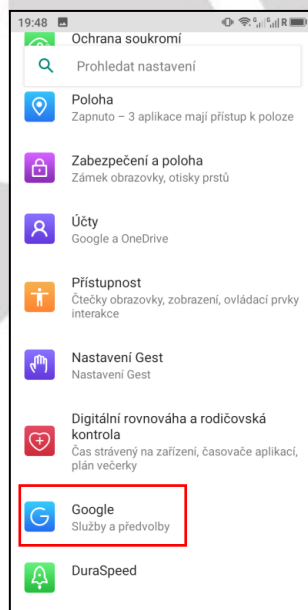 19:48
R
Ochrana soukromí
Prohledat nastavení
Poloha
Zapnuto – 3 aplikace mají přístup k poloze
Zabezpečení a poloha
Zámek obrazovky, otisky prstů
Účty
Google a OneDrive
Přístupnost
Čtečky obrazovky, zobrazení, ovládací prvky
interakce
Nastavení Gest
Nastavení Gest
Digitální rovnováha a rodičovská
kontrola
Čas strávený na zařízení, časovače aplikací,
plán večerky
Google
Služby a předvolby
DuraSpeed